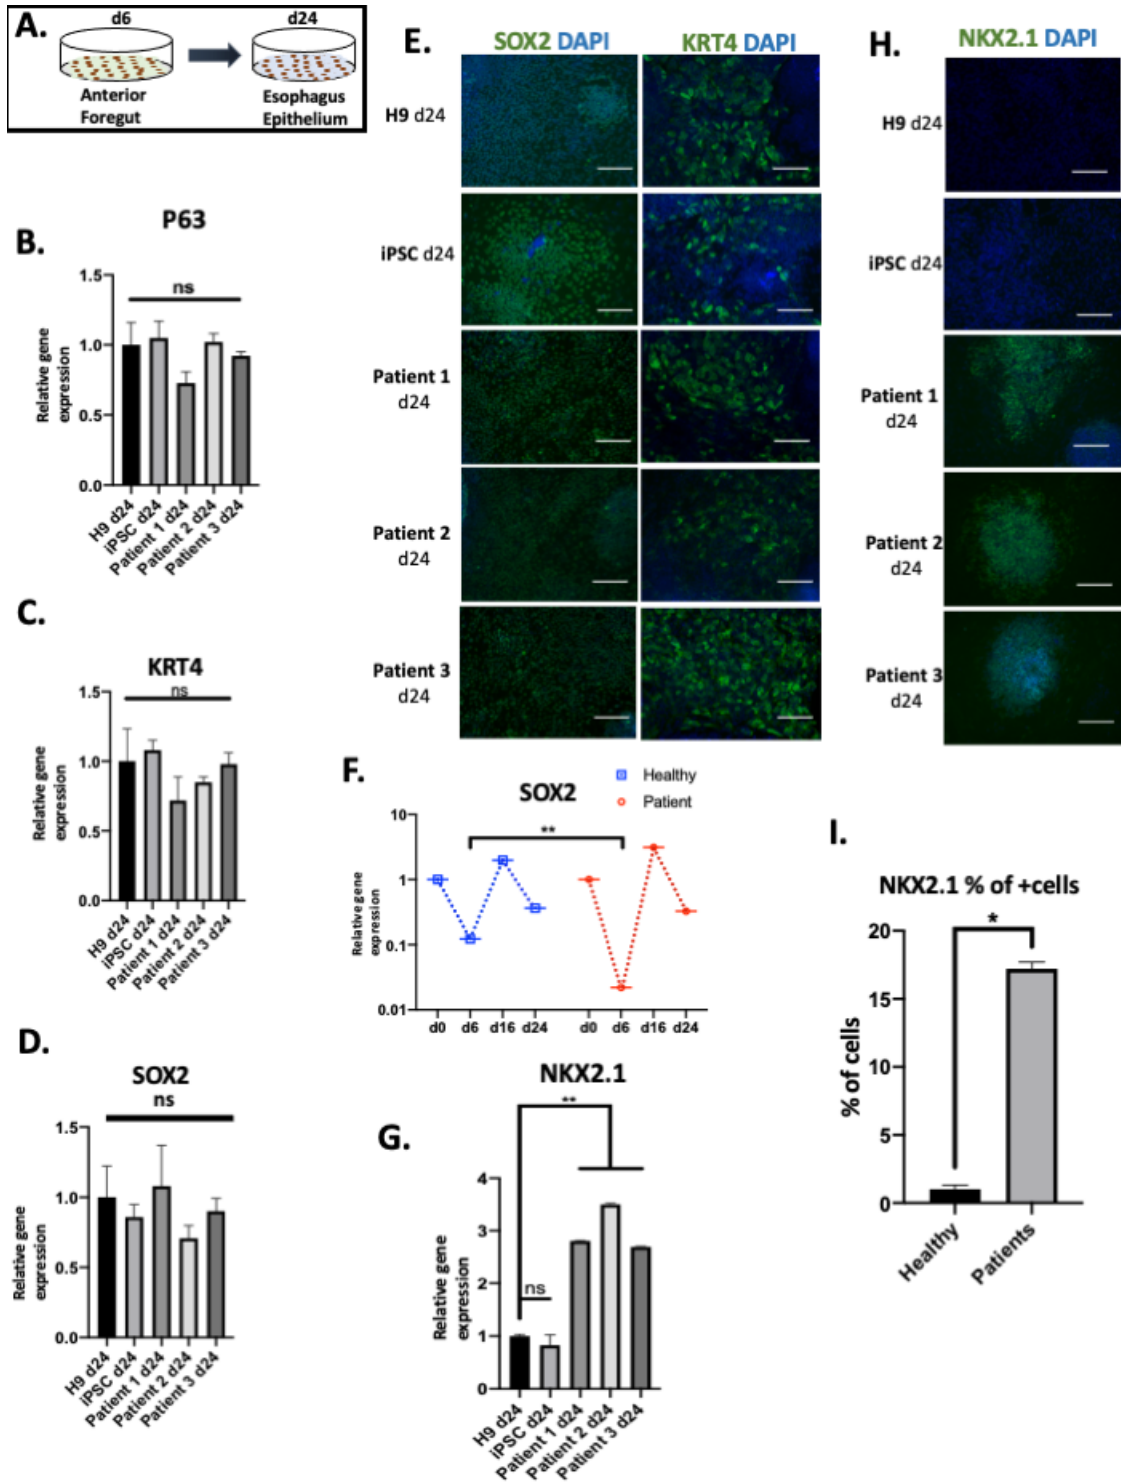 A.
d6
d24
Anterior
Foregut
Esophagus
Epithelium
B.
P63
ns
1.5
1.0
0.5
0.0
Relative gene
expression
H9 d24
iPSC d24
Patient 1 d24
Patient 2 d24
Patient 3 d24
C.
KRT4
ns
1.5
1.0
0.5
0.0
Relative gene
expression
H9 d24
iPSC d24
Patient 1 d24
Patient 2 d24
Patient 3 d24
D.
SOX2
ns
1.5
1.0
0.5
0.0
Relative gene
expression
H9 d24
iPSC d24
Patient 1 d24
Patient 2 d24
Patient 3 d24
E.
SOX2 DAPI
KRT4 DAPI
H9 d24
iPSC d24
Patient 1
d24
Patient 2
d24
Patient 3
d24
F.
SOX2
Healthy
Patient
**
10
1
0.1
0.01
Relative gene
expression
d0 d6 d16 d24 d0 d6 d16 d24
G.
NKX2.1
**
ns
4
3
2
1
0
Relative gene
expression
H9 d24
iPSC d24
Patient 1 d24
Patient 2 d24
Patient 3 d24
H.
NKX2.1 DAPI
H9 d24
iPSC d24
Patient 1
d24
Patient 2
d24
Patient 3
d24
I.
NKX2.1 % of +cells
*
20
15
10
5
0
% of cells
Healthy
Patients